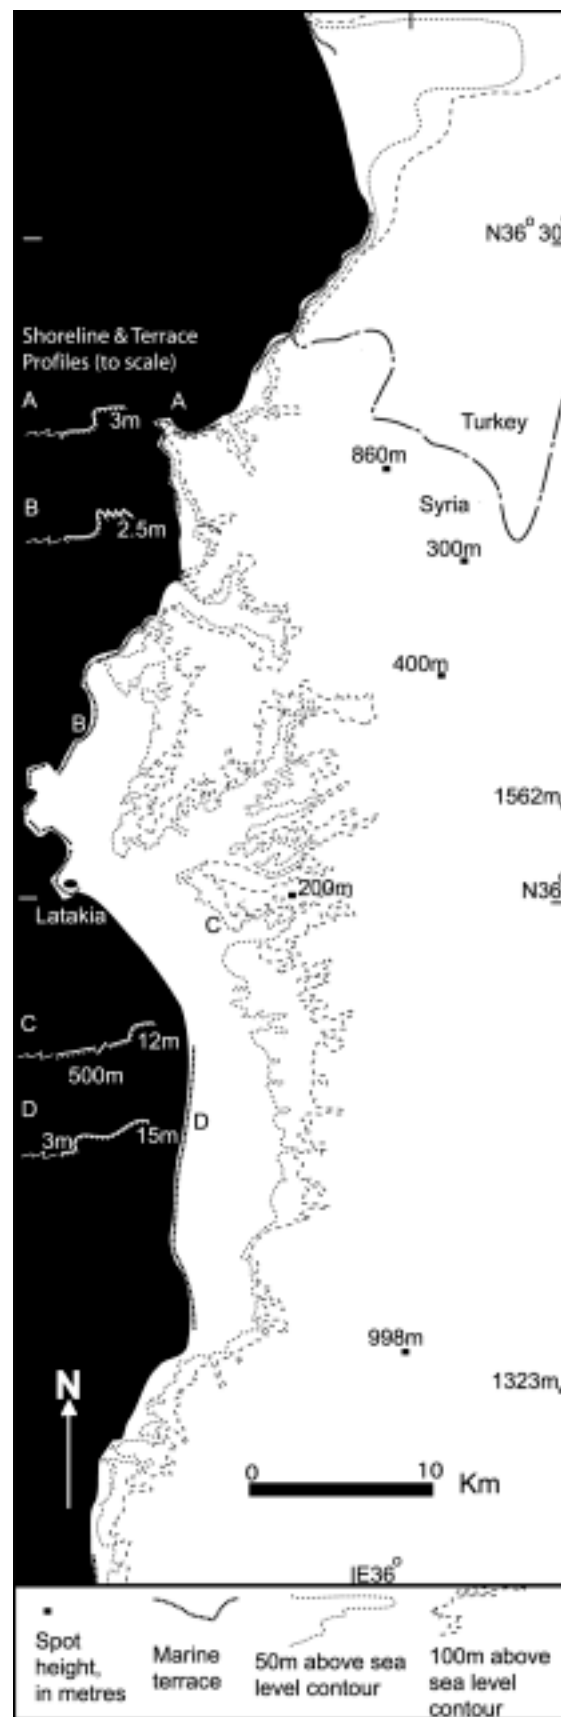 N36° 30
Shoreline & Terrace
Profiles (to scale)
A
A
3m
Turkey
860m
B
Syria
2.5m
300m
400m
B
1562m
200m
N36°
Latakia
C
C
12m
500m
D
D
3m
15m
998m
N
1323m
0
10
Km
E36°
Spot
height,
in metres
Marine
terrace
50m above sea
level contour
100m above
sea level
contour